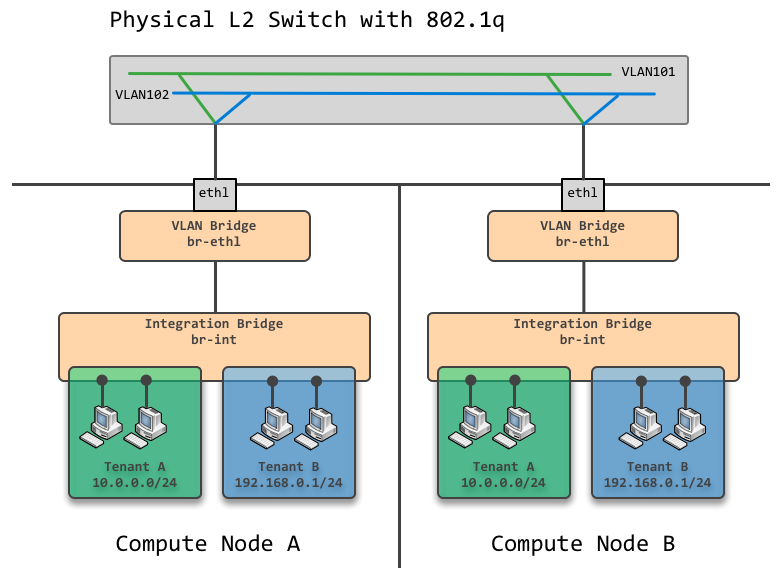 Physical L2 Switch with 802.1q
VLAN101
VLAN102
ethl
ethl
VLAN Bridge
br-ethl
VLAN Bridge
br-ethl
Integration Bridge
br-int
Integration Bridge
br-int
Tenant A
10.0.0.0/24
Tenant B
192.168.0.1/24
Tenant A
10.0.0.0/24
Tenant B
192.168.0.1/24
Compute Node A
Compute Node B